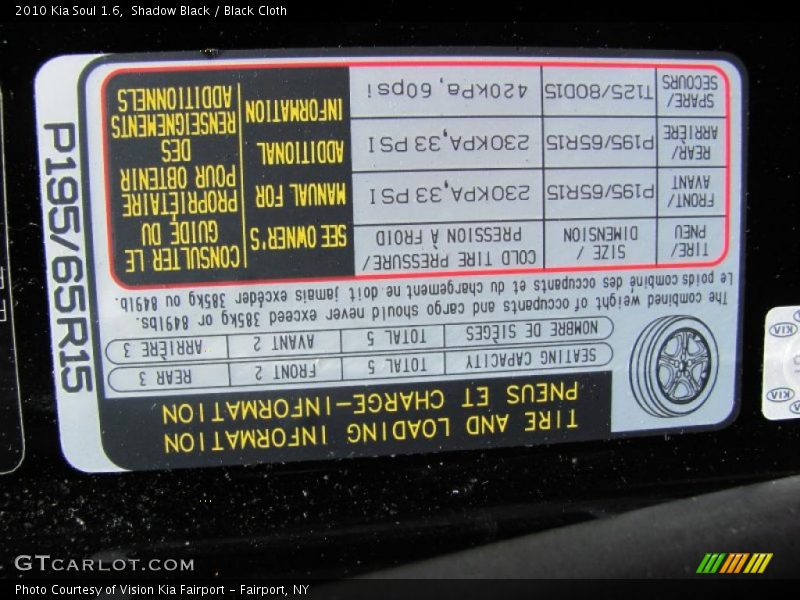 2010 Kia Soul 1.6,  Shadow Black / Black Cloth
TIRE AND LOADING INFORMATION
PNEUS ET CHARGE-INFORMATION
SEATING CAPACITY TOTAL 5 FRONT 2 REAR 3
NOMBRE DE SIÈGES TOTAL 5 AVANT 2 ARRIÈRE 3
The combined weight of occupants and cargo should never exceed 385kg or 849lbs.
Le poids combine des occupants du et du chargement ne doit jamais excéder 385kg ou 849lb.
TIRE/
PNEU
SIZE /
DIMENSION
COLD TIRE PRESSURE/
PRESSION À FROID
FRONT/
AVANT
P195/65R15
230KPA,33 PSI
REAR/
ARRIÈRE
P195/65R15
230KPA,33 PSI
SPARE/
SECOURS
T125/80D15
420kPa, 60psi
SEE OWNER'S
MANUAL FOR
ADDITIONAL
INFORMATION
CONSULTER LE
GUIDE DU
PROPRIÉTAIRE
POUR OBTENIR
DES
RENSEIGNEMENTS
ADDITIONNELS
P195/65R15
KIA
KIA
KIA
GTCARLOT.COM
Photo Courtesy of Vision Kia Fairport – Fairport, NY